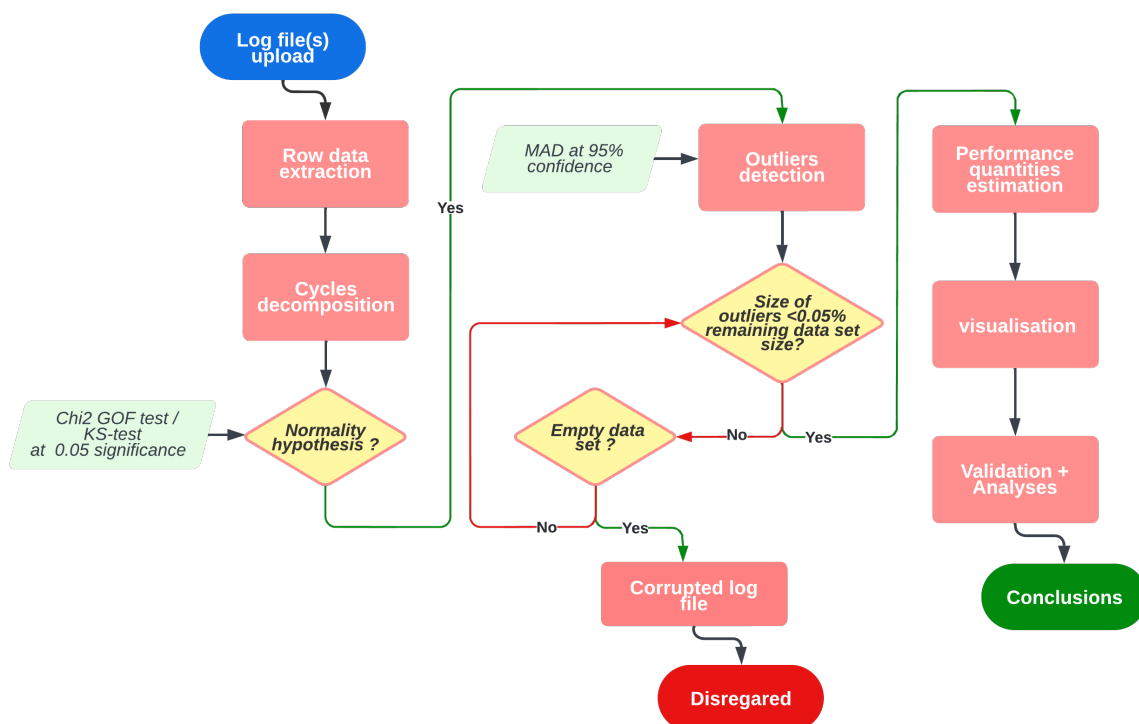 Log file(s)
upload
Row data
extraction
Cycles
decomposition
Chi2 GOF test /
KS-test
at 0.05 significance
Normality
hypothesis ?
Yes
MAD at 95%
confidence
Outliers
detection
Size of
outliers <0.05%
remaining data set
size?
No
Yes
Empty data
set ?
No
Yes
Corrupted log
file
Disregared
Performance
quantities
estimation
visualisation
Validation +
Analyses
Conclusions